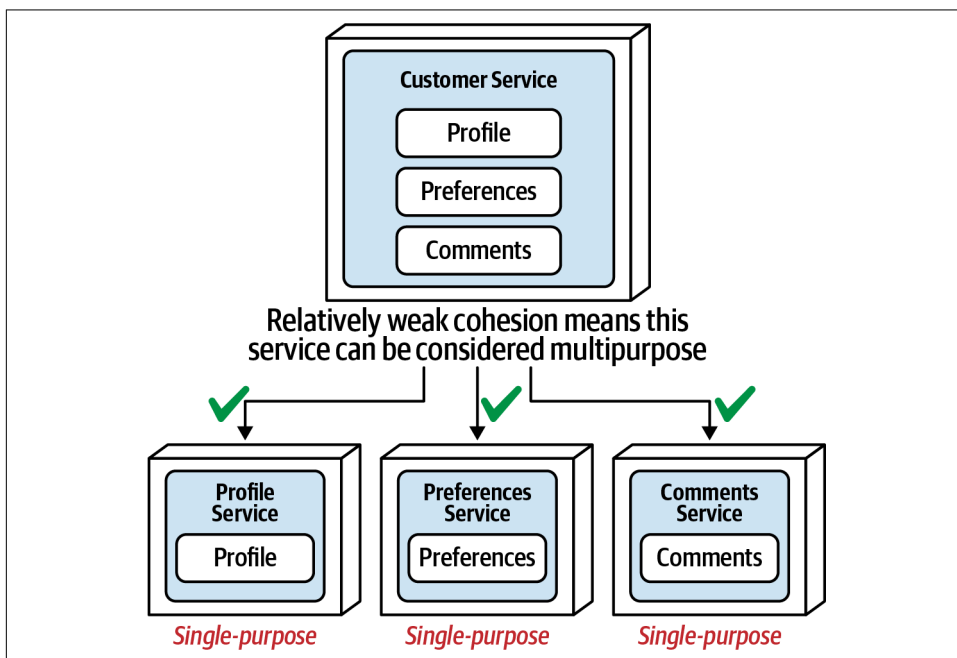 Customer Service
Profile
Preferences
Comments
Relatively weak cohesion means this
service can be considered multipurpose
Profile
Service
Profile
Preferences
Service
Preferences
Comments
Service
Comments
Single-purpose
Single-purpose
Single-purpose